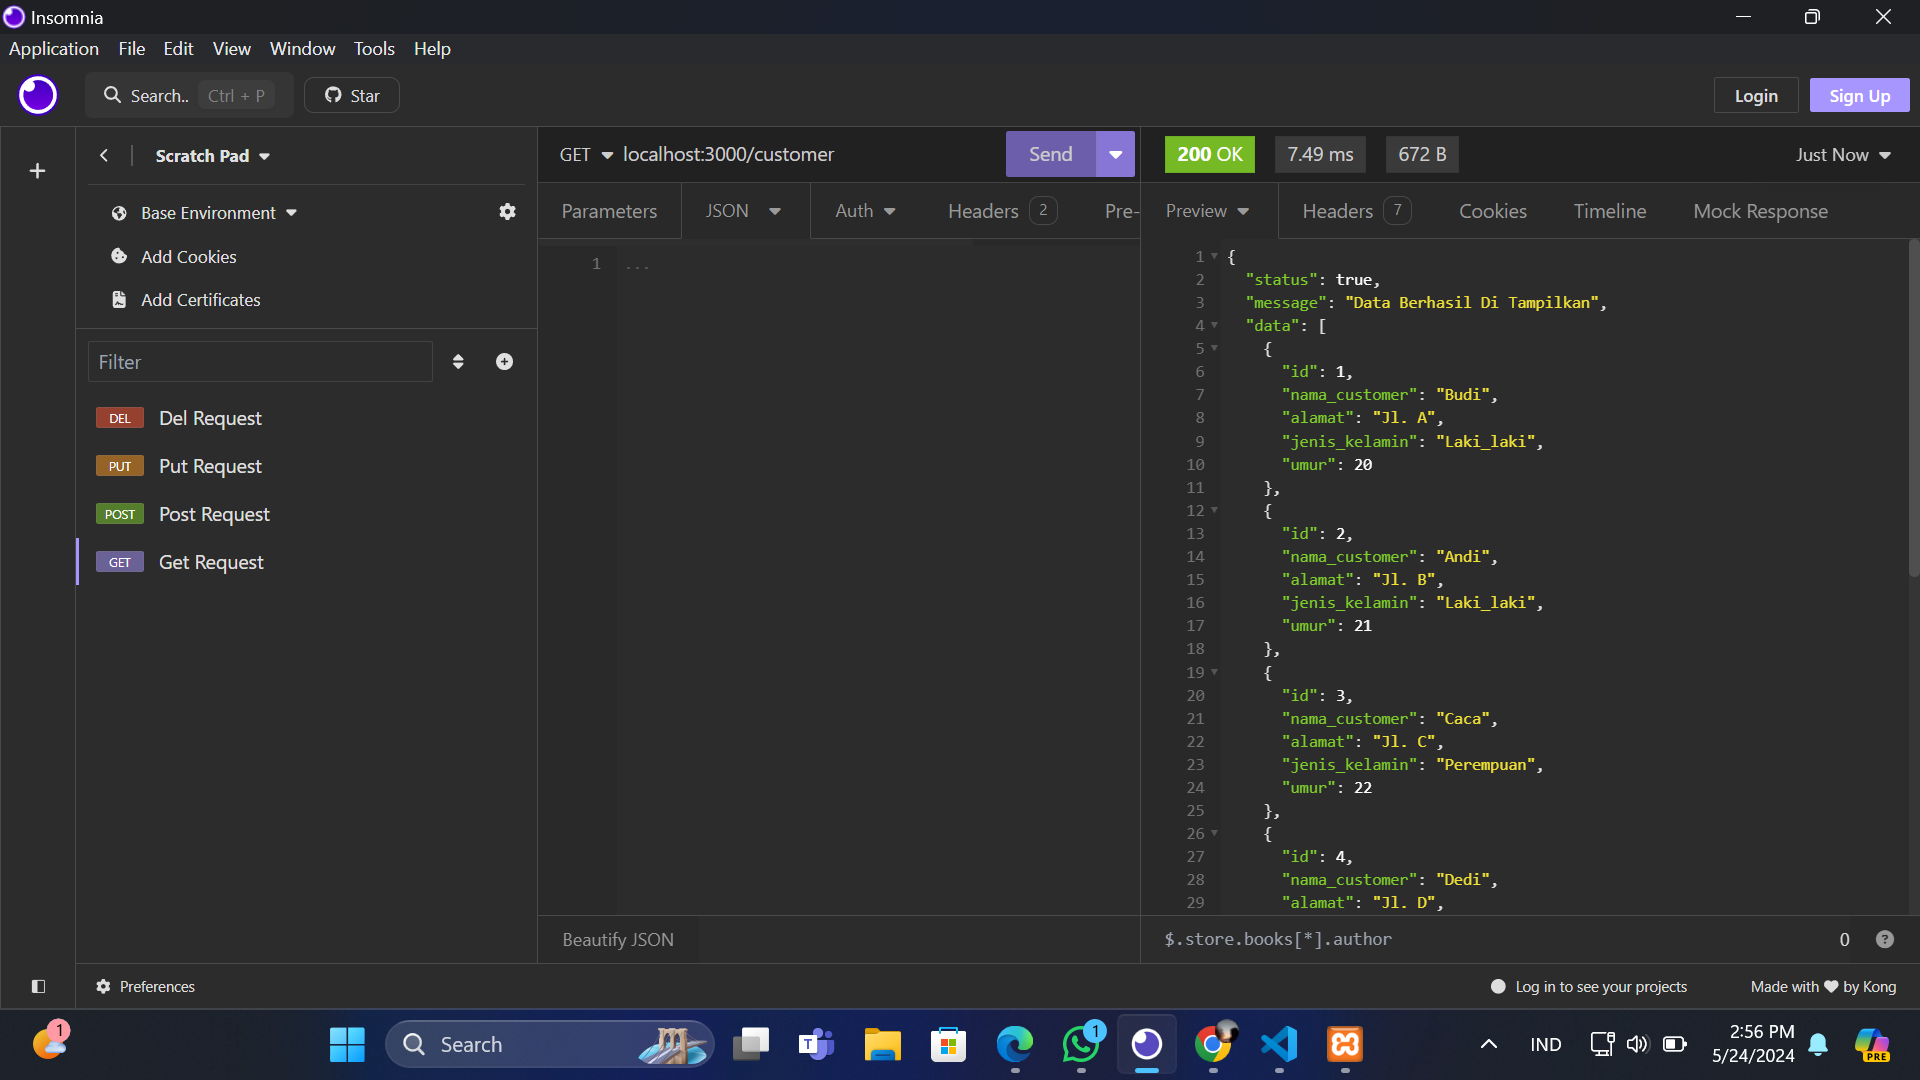 Insomnia
Application File Edit View Window Tools Help
Search.. Ctrl + P
Star
Login
Sign Up
Scratch Pad
Base Environment
Add Cookies
Add Certificates
Filter
DEL Del Request
PUT Put Request
POST Post Request
GET Get Request
GET localhost:3000/customer
Send
Parameters JSON Auth Headers 2 Pre-
1 ...
Beautify JSON
200 OK 7.49 ms 672 B Just Now
Preview Headers 7 Cookies Timeline Mock Response
1 {
2 "status": true,
3 "message": "Data Berhasil Di Tampilkan",
4 "data": [
5 {
6 "id": 1,
7 "nama_customer": "Budi",
8 "alamat": "Jl. A",
9 "jenis_kelamin": "Laki_laki",
10 "umur": 20
11 },
12 {
13 "id": 2,
14 "nama_customer": "Andi",
15 "alamat": "Jl. B",
16 "jenis_kelamin": "Laki_laki",
17 "umur": 21
18 },
19 {
20 "id": 3,
21 "nama_customer": "Caca",
22 "alamat": "Jl. C",
23 "jenis_kelamin": "Perempuan",
24 "umur": 22
25 },
26 {
27 "id": 4,
28 "nama_customer": "Dedi",
29 "alamat": "Jl. D",
$.store.books[*].author 0 ?
Preferences
Log in to see your projects
Made with by Kong
1
Search
T
1
IND
2:56 PM
5/24/2024
PRE